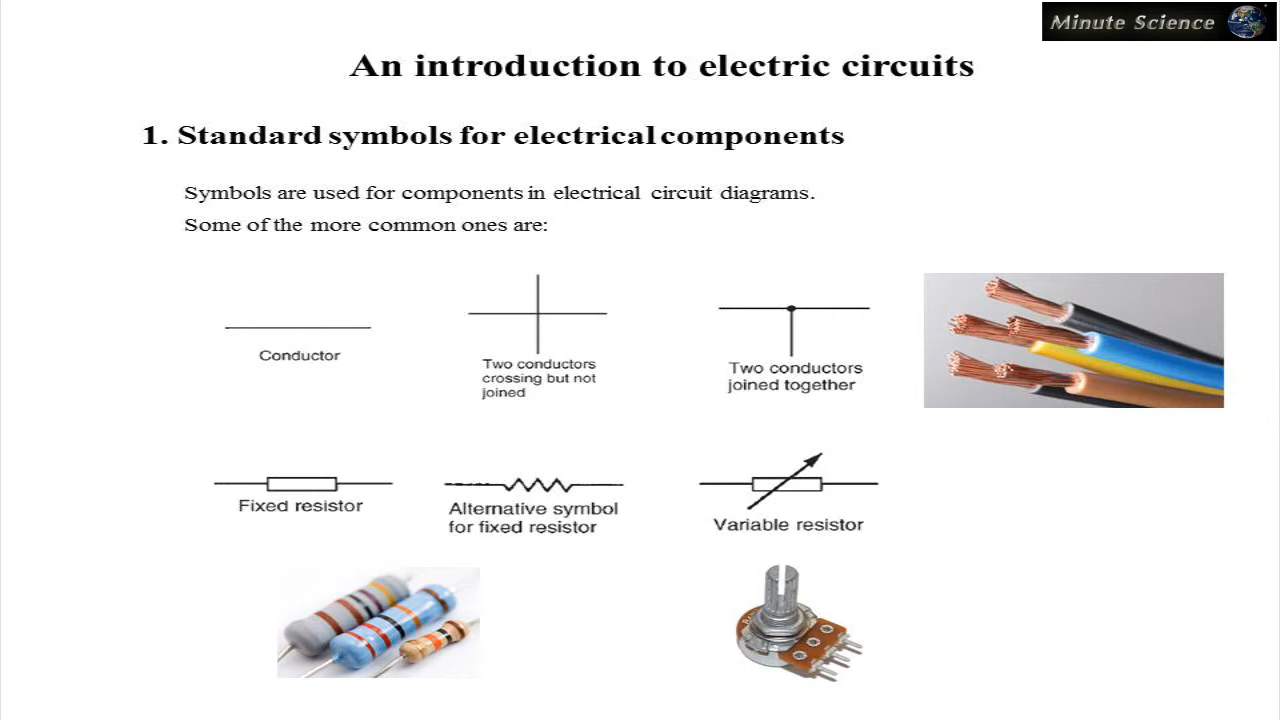 Minute Science
An introduction to electric circuits
1. Standard symbols for electrical components
Symbols are used for components in electrical circuit diagrams.
Some of the more common ones are:
Conductor
Two conductors
crossing but not
joined
Two conductors
joined together
Fixed resistor
Alternative symbol
for fixed resistor
Variable resistor